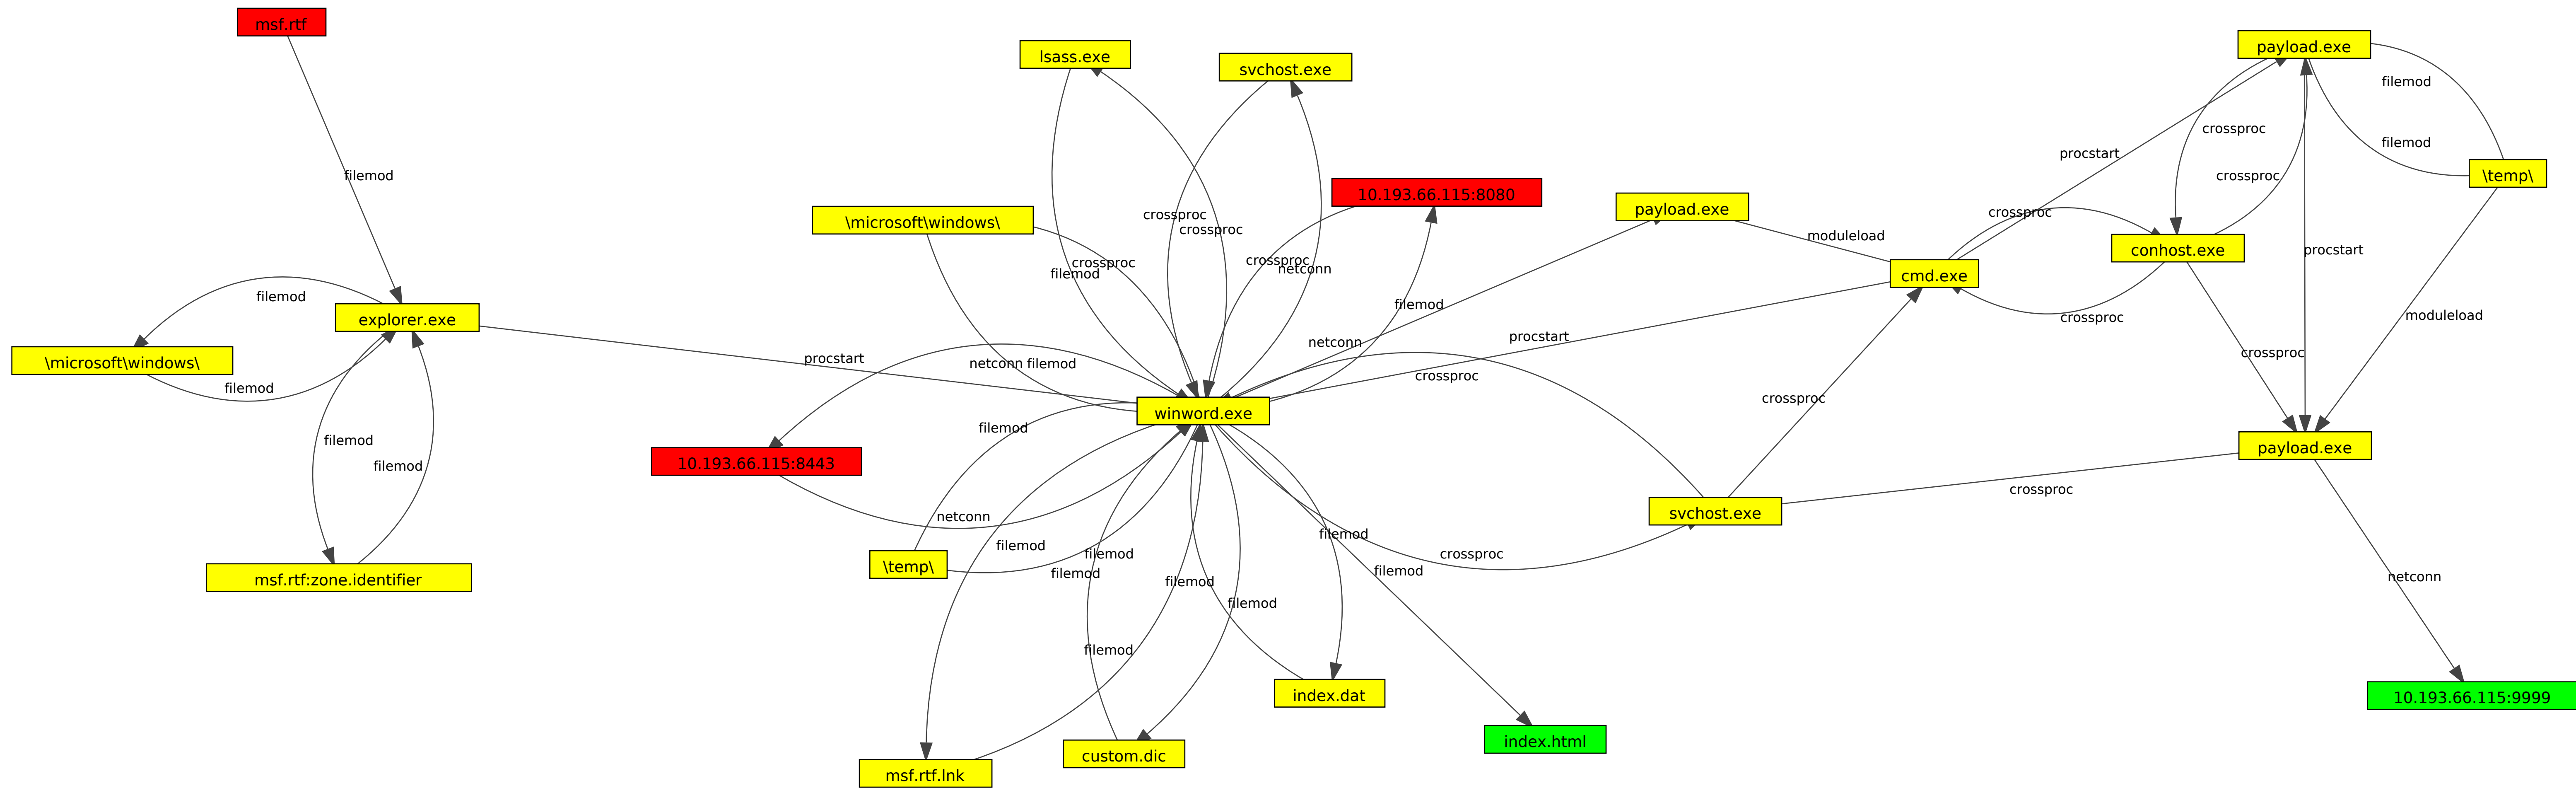 msf.rtf
payload.exe
lsass.exe
svchost.exe
filemod
crossproc
filemod
procstart
filemod
crossproc
\temp\
10.193.66.115:8080
payload.exe
\microsoft\windows\
crossproc
crossproc
crossproc
moduleload
conhost.exe
procstart
crossproc
crossproc
netconn
filemod
cmd.exe
filemod
filemod
explorer.exe
crossproc
moduleload
procstart
netconn
crossproc
\microsoft\windows\
procstart
netconn
filemod
crossproc
filemod
crossproc
winword.exe
filemod
filemod
payload.exe
filemod
10.193.66.115:8443
crossproc
netconn
svchost.exe
filemod
filemod
filemod
crossproc
\temp\
filemod
filemod
filemod
netconn
msf.rtf:zone.identifier
filemod
filemod
index.dat
10.193.66.115:9999
index.html
custom.dic
msf.rtf.lnk